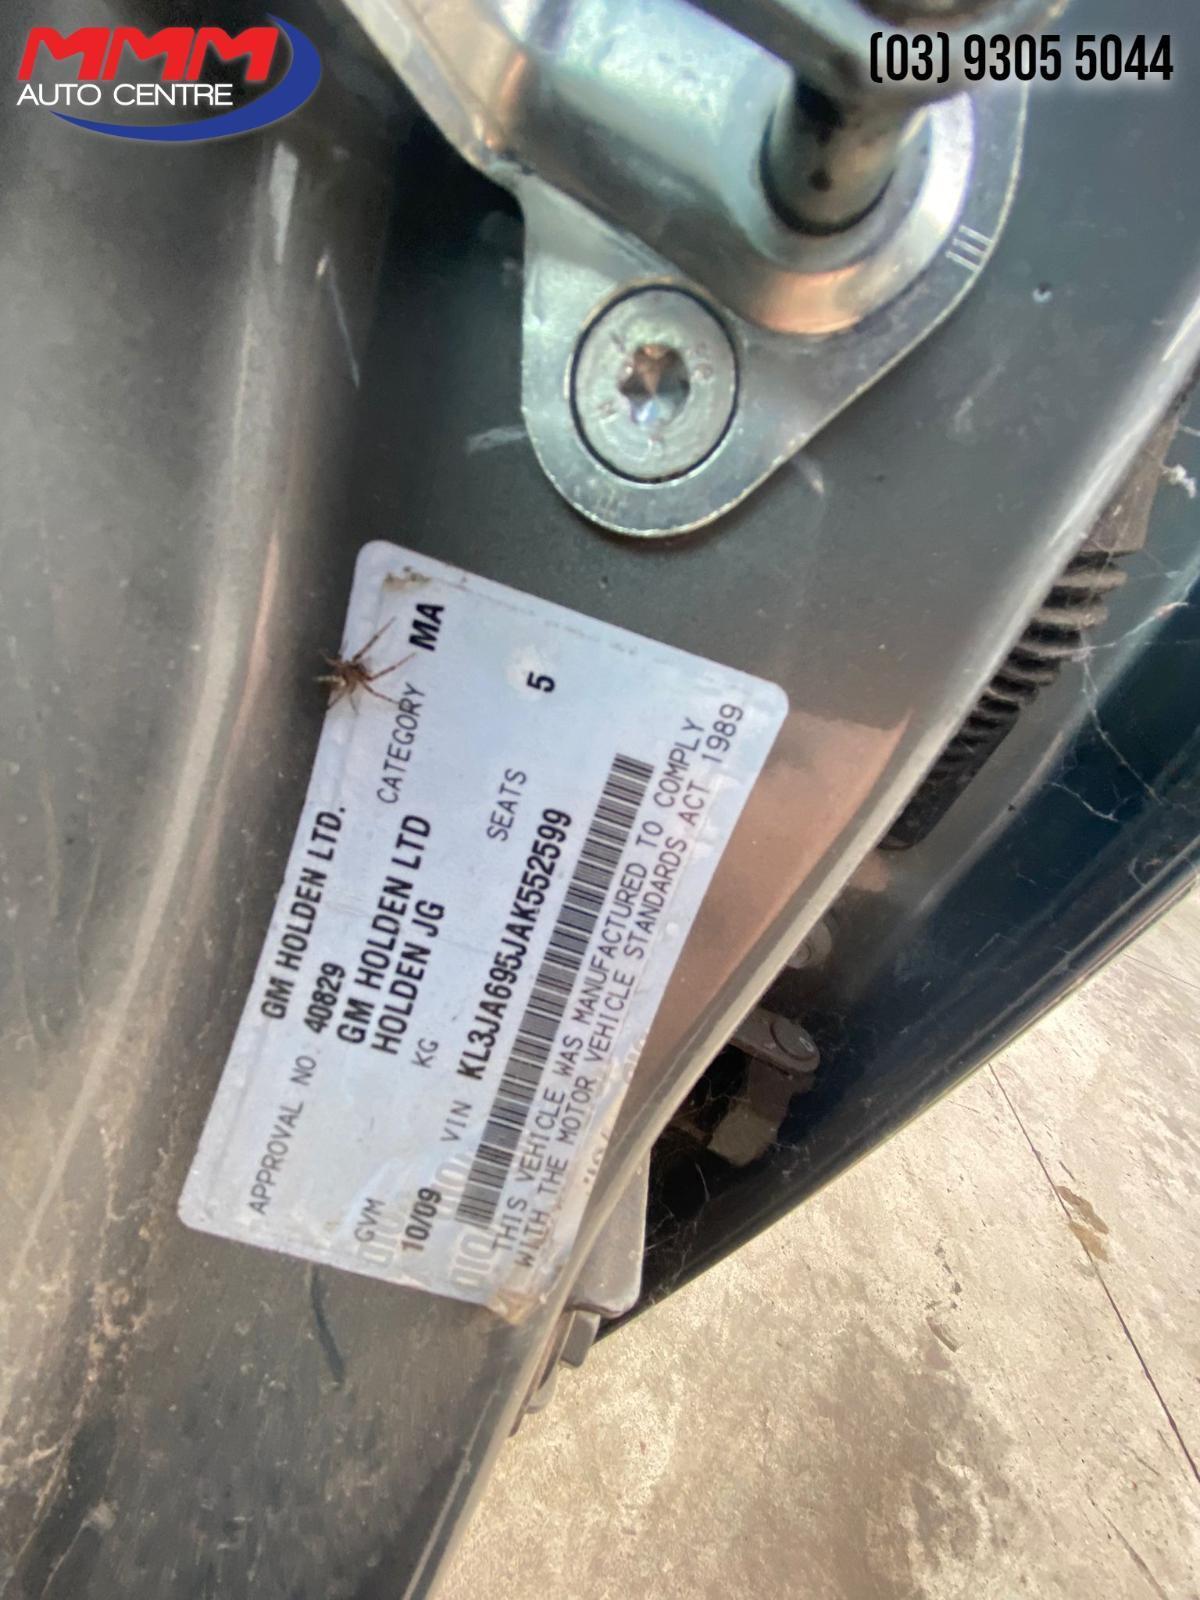 MMM
AUTO CENTRE
(03) 9305 5044
GM HOLDEN LTD.
APPROVAL NO. 40829 CATEGORY MA
GM HOLDEN LTD
HOLDEN JG
GVM KG SEATS 5
10/09 VIN KL3JA695JAK552599
THIS VEHICLE WAS MANUFACTURED TO COMPLY
WITH THE MOTOR VEHICLE STANDARDS ACT 1989